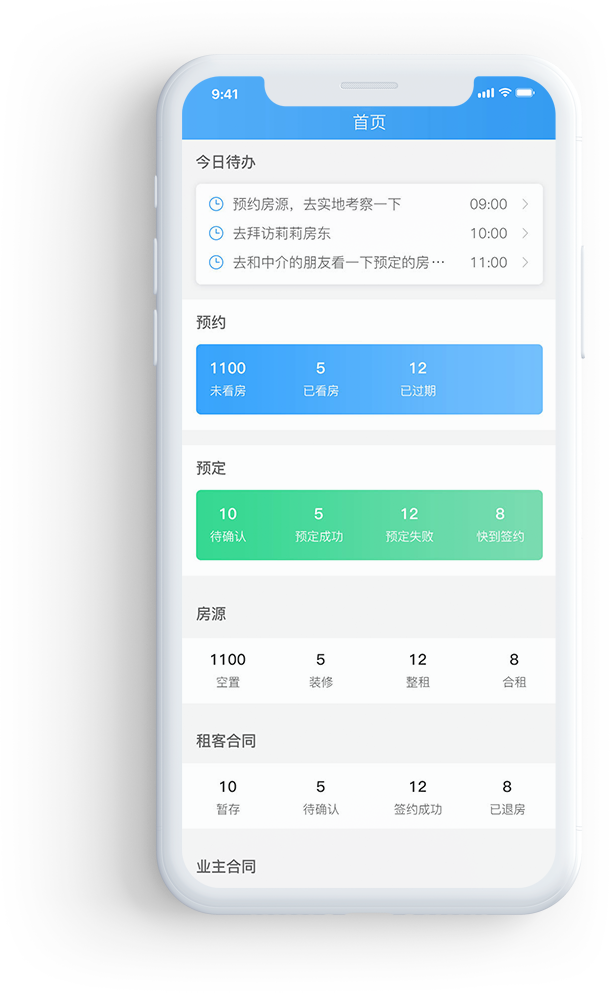 9:41
首页
今日待办
预约房源，去实地考察一下 09:00
去拜访莉莉房东 10:00
去和中介的朋友看一下预定的房… 11:00
预约
1100 5 12
未看房 已看房 已过期
预定
10 5 12 8
待确认 预定成功 预定失败 快到签约
房源
1100 5 12 8
空置 装修 整租 合租
租客合同
10 5 12 8
暂存 待确认 签约成功 已退房
业主合同